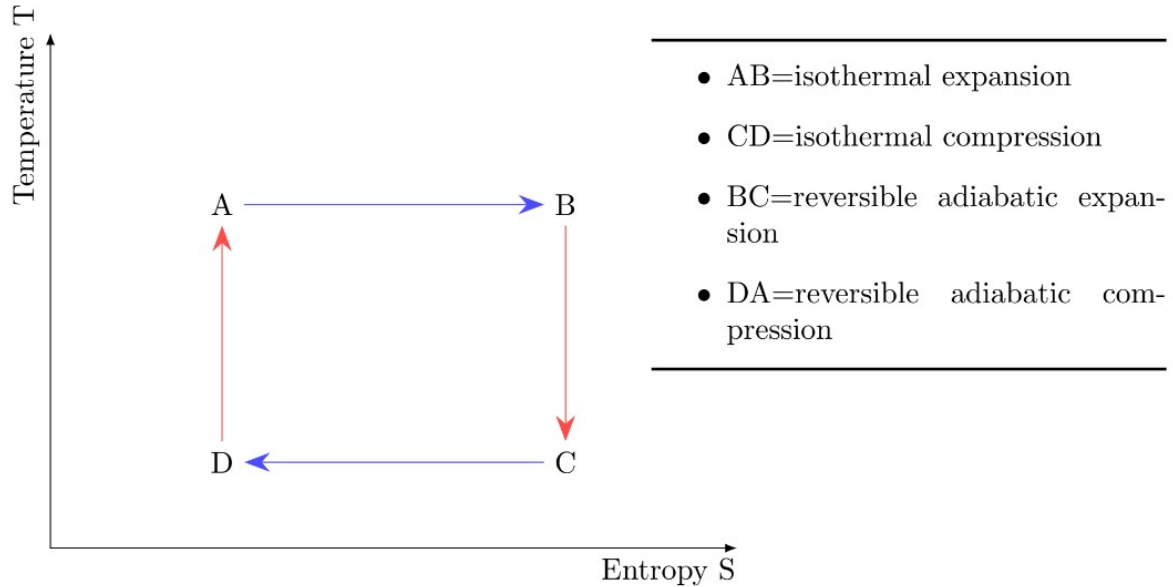 Temperature T
A
B
D
C
Entropy S
• AB=isothermal expansion
• CD=isothermal compression
• BC=reversible adiabatic expan-
sion
• DA=reversible adiabatic com-
pression